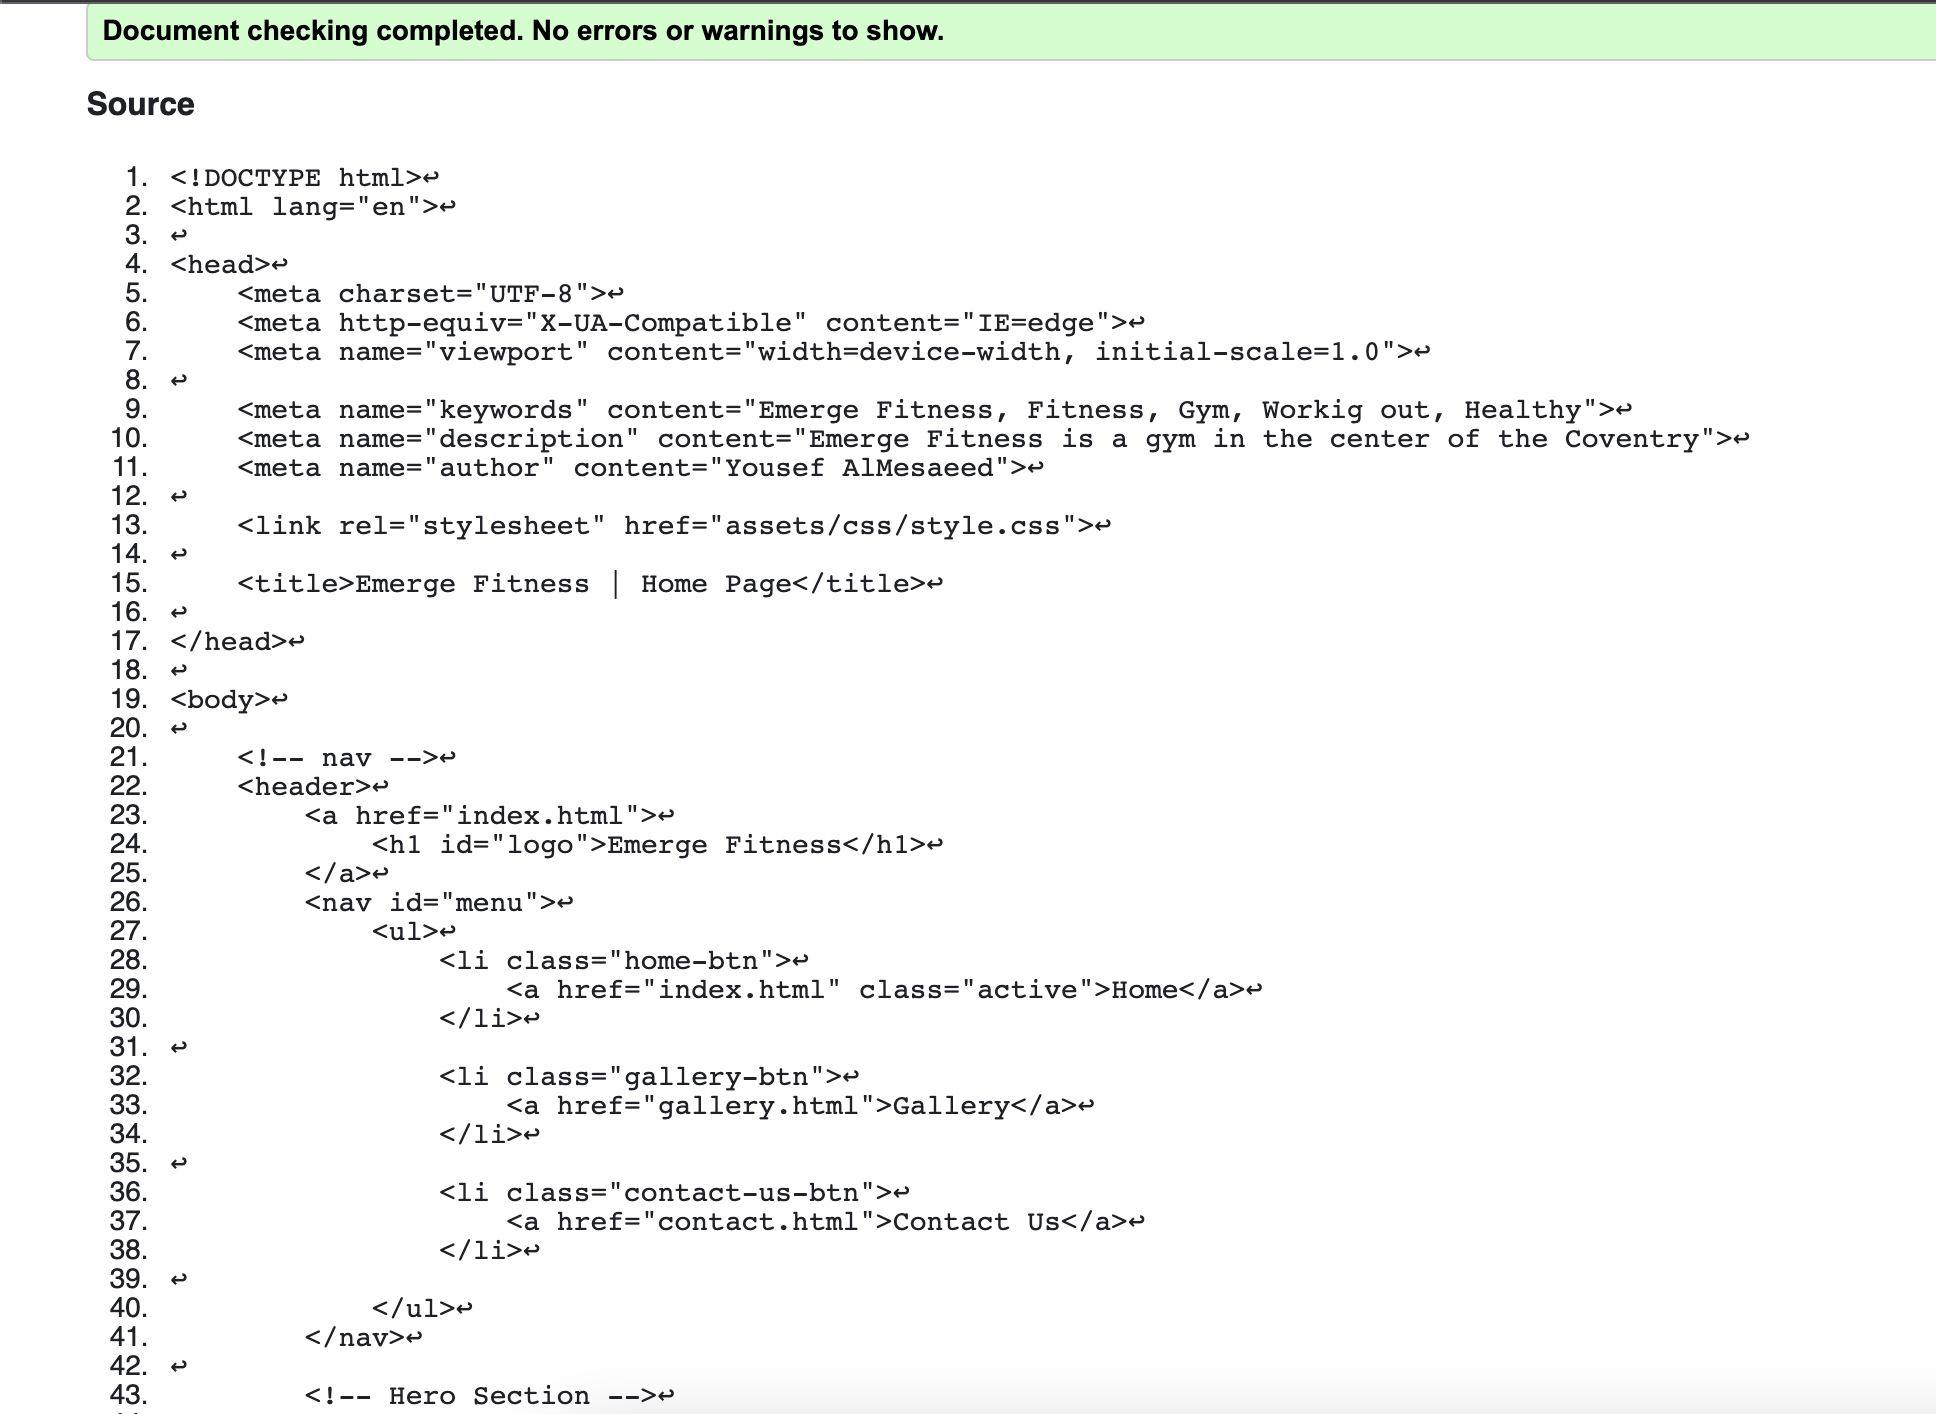 Document checking completed. No errors or warnings to show.
Source
1. <!DOCTYPE html>↩
2. <html lang="en">↩
3. ↩
4. <head>↩
5.     <meta charset="UTF-8">↩
6.     <meta http-equiv="X-UA-Compatible" content="IE=edge">↩
7.     <meta name="viewport" content="width=device-width, initial-scale=1.0">↩
8. ↩
9.     <meta name="keywords" content="Emerge Fitness, Fitness, Gym, Workig out, Healthy">↩
10.     <meta name="description" content="Emerge Fitness is a gym in the center of the Coventry">↩
11.     <meta name="author" content="Yousef AlMesaeed">↩
12. ↩
13.     <link rel="stylesheet" href="assets/css/style.css">↩
14. ↩
15.     <title>Emerge Fitness | Home Page</title>↩
16. ↩
17. </head>↩
18. ↩
19. <body>↩
20. ↩
21.     <!-- nav -->↩
22.     <header>↩
23.         <a href="index.html">↩
24.             <h1 id="logo">Emerge Fitness</h1>↩
25.         </a>↩
26.         <nav id="menu">↩
27.             <ul>↩
28.                 <li class="home-btn">↩
29.                     <a href="index.html" class="active">Home</a>↩
30.                 </li>↩
31. ↩
32.                 <li class="gallery-btn">↩
33.                     <a href="gallery.html">Gallery</a>↩
34.                 </li>↩
35. ↩
36.                 <li class="contact-us-btn">↩
37.                     <a href="contact.html">Contact Us</a>↩
38.                 </li>↩
39. ↩
40.             </ul>↩
41.         </nav>↩
42. ↩
43.         <!-- Hero Section -->↩